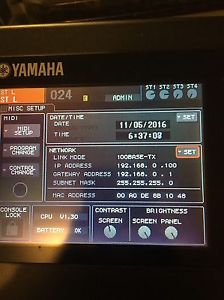 YAMAHA
ST L
ST 1
024
E
ADMIN
ST1 ST2 ST3 ST4
MISC SETUP
MIDI
MIDI SETUP
PROGRAM CHANGE
CONTROL CHANGE
DATE/TIME
SET
DATE 11/05/2016
TIME 6:37:08
NETWORK
SET
LINK MODE 100BASE-TX
IP ADDRESS 192.168. 0 .100
GATEWAY ADDRESS 192.168. 0. 1
SUBNET MASK 255.255.255. 0
MAC ADDRESS 00 A0 DE 8B 10 48
CONSOLE LOCK
CPU V1.30
BATTERY OK
CONTRAST
SCREEN
BRIGHTNESS
SCREEN PANEL